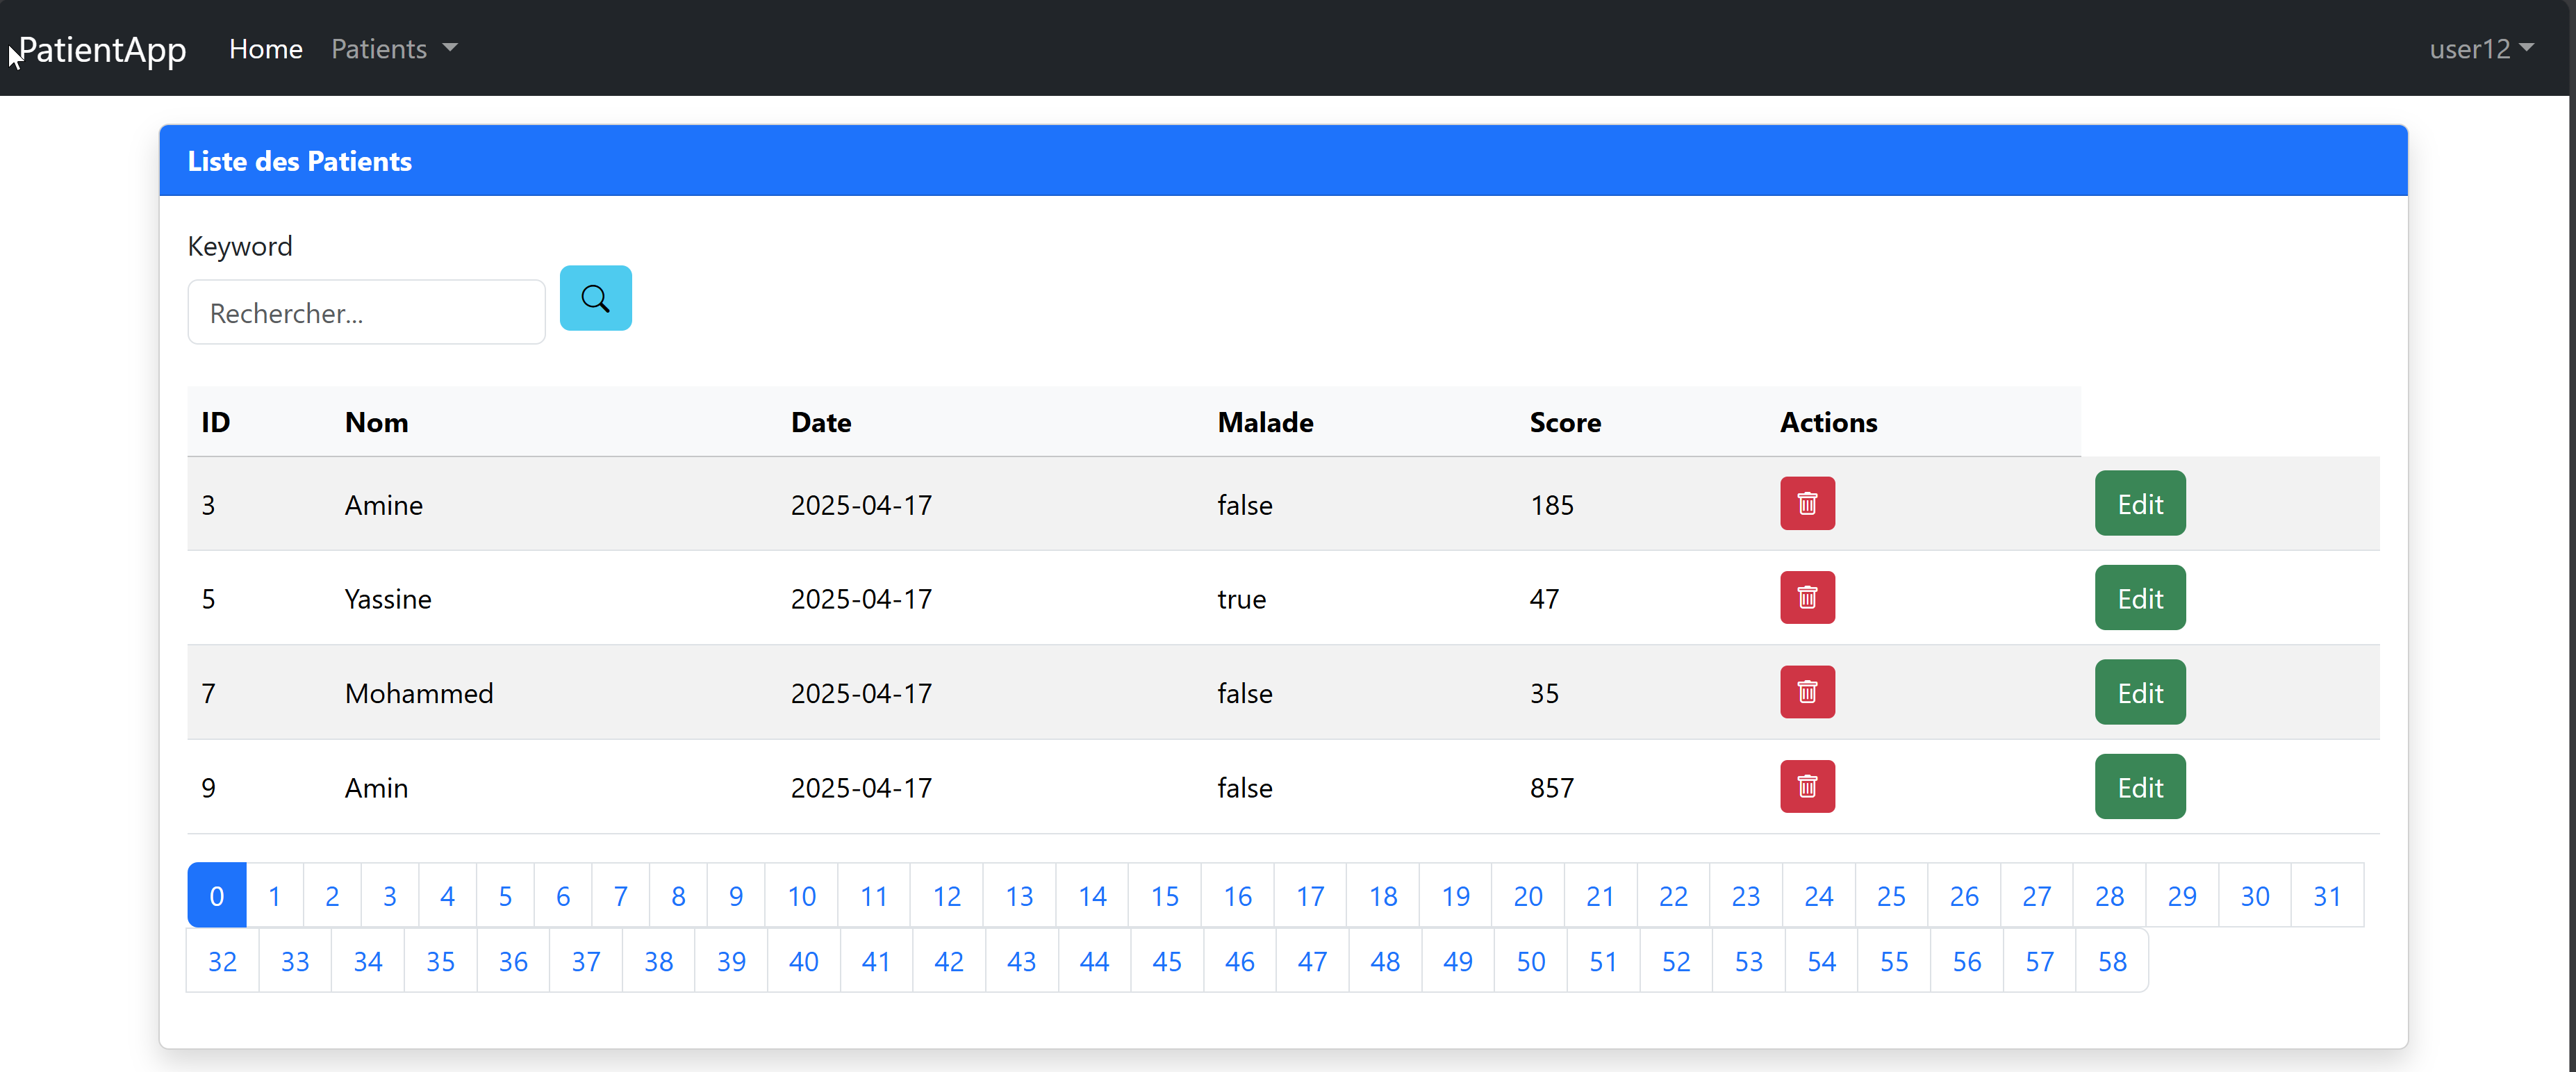 PatientApp Home Patients user12
Liste des Patients
Keyword
Rechercher...
ID Nom Date Malade Score Actions
3 Amine 2025-04-17 false 185 Edit
5 Yassine 2025-04-17 true 47 Edit
7 Mohammed 2025-04-17 false 35 Edit
9 Amin 2025-04-17 false 857 Edit
0 1 2 3 4 5 6 7 8 9 10 11 12 13 14 15 16 17 18 19 20 21 22 23 24 25 26 27 28 29 30 31
32 33 34 35 36 37 38 39 40 41 42 43 44 45 46 47 48 49 50 51 52 53 54 55 56 57 58